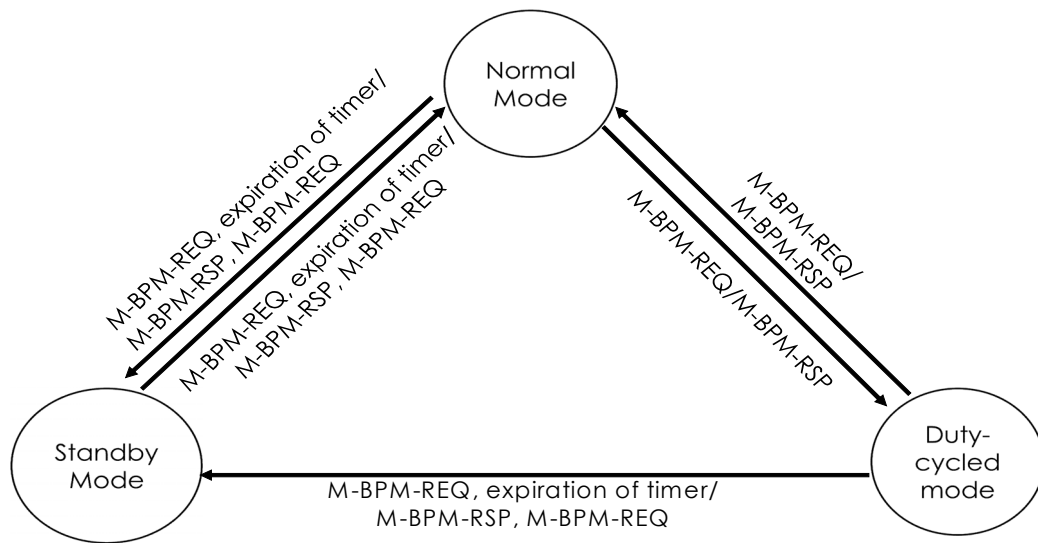 Normal
Mode
M-BPM-REQ, expiration of timer/
M-BPM-RSP, M-BPM-REQ
M-BPM-REQ, expiration of timer/
M-BPM-RSP, M-BPM-REQ
M-BPM-REQ/
M-BPM-RSP
M-BPM-REQ/M-BPM-RSP
Standby
Mode
Duty-
cycled
mode
M-BPM-REQ, expiration of timer/
M-BPM-RSP, M-BPM-REQ